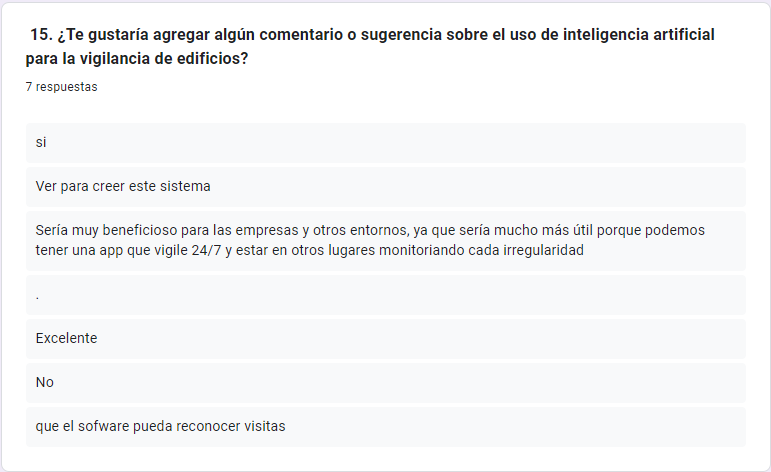 15. ¿Te gustaría agregar algún comentario o sugerencia sobre el uso de inteligencia artificial
para la vigilancia de edificios?
7 respuestas
si
Ver para creer este sistema
Sería muy beneficioso para las empresas y otros entornos, ya que sería mucho más útil porque podemos
tener una app que vigile 24/7 y estar en otros lugares monitoriando cada irregularidad
.
Excelente
No
que el sofware pueda reconocer visitas